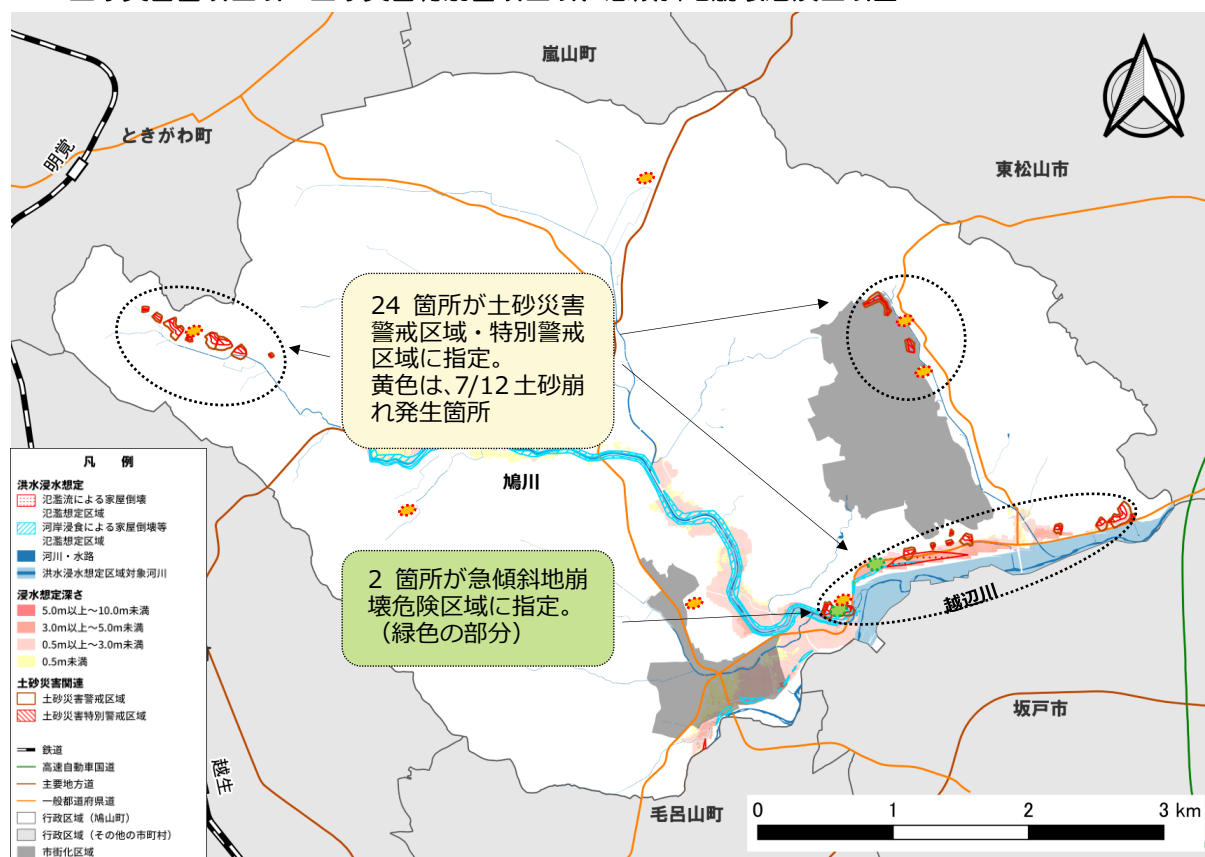 嵐山町
ときがわ町
明覚
東松山市
24 箇所が土砂災害
警戒区域・特別警戒
区域に指定。
黄色は、7/12 土砂崩
れ発生箇所
鳩川
2 箇所が急傾斜地崩
壊危険区域に指定。
（緑色の部分）
越辺川
坂戸市
毛呂山町
越生
凡 例
洪水浸水想定
氾濫流による家屋倒壊
氾濫想定区域
河岸浸食による家屋倒壊等
氾濫想定区域
河川・水路
洪水浸水想定区域対象河川
浸水想定深さ
5.0m以上～10.0m未満
3.0m以上～5.0m未満
0.5m以上～3.0m未満
0.5m未満
土砂災害関連
土砂災害警戒区域
土砂災害特別警戒区域
鉄道
高速自動車国道
主要地方道
一般都道府県道
行政区域（鳩山町）
行政区域（その他の市町村）
市街化区域
0 1 2 3 km